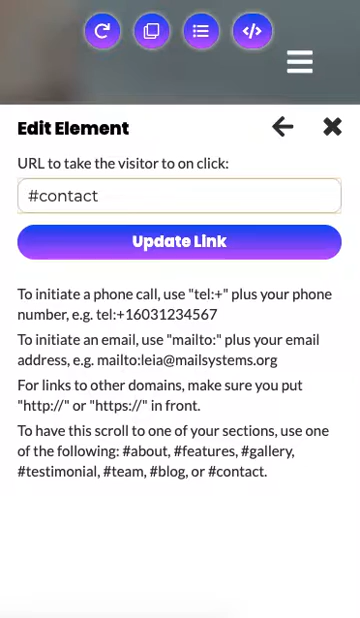 Edit Element
URL to take the visitor to on click:
#contact
Update Link
To initiate a phone call, use "tel:+" plus your phone
number, e.g. tel:+16031234567
To initiate an email, use "mailto:" plus your email
address, e.g. mailto:leia@mailsystems.org
For links to other domains, make sure you put
"http://" or "https://" in front.
To have this scroll to one of your sections, use one
of the following: #about, #features, #gallery,
#testimonial, #team, #blog, or #contact.